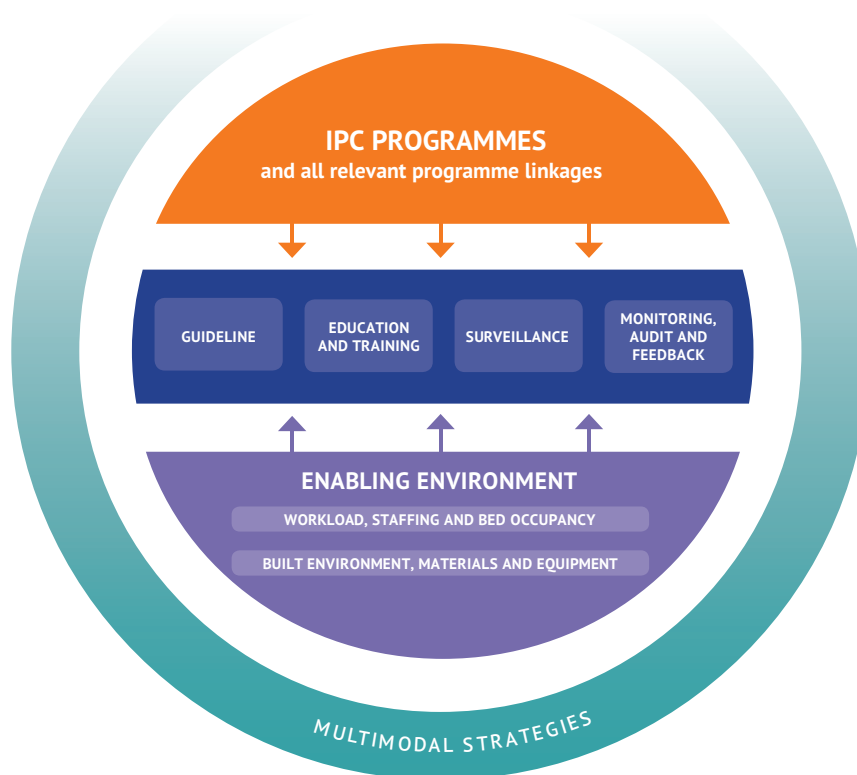 IPC PROGRAMMES
and all relevant programme linkages
GUIDELINE
EDUCATION
AND TRAINING
SURVEILLANCE
MONITORING,
AUDIT AND
FEEDBACK
ENABLING ENVIRONMENT
WORKLOAD, STAFFING AND BED OCCUPANCY
BUILT ENVIRONMENT, MATERIALS AND EQUIPMENT
MULTIMODAL STRATEGIES